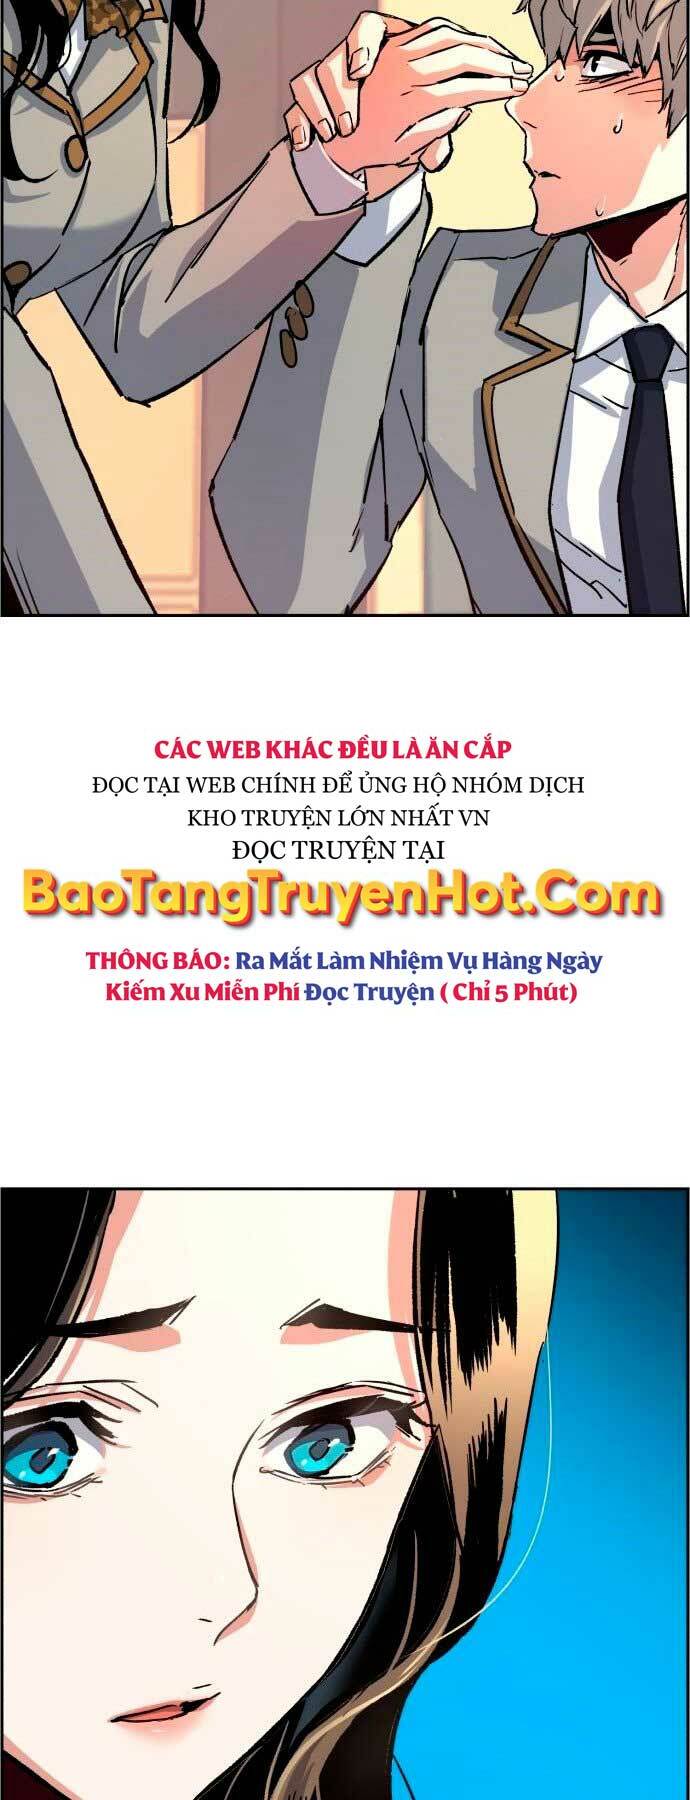 CÁC WEB KHÁC ĐỀU LÀ ĂN CẮP
ĐỌC TẠI WEB CHÍNH ĐỂ ỦNG HỘ NHÓM DỊCH
KHO TRUYỆN LỚN NHẤT VN
ĐỌC TRUYỆN TẠI
BaoTangTruyenHot.Com
THÔNG BÁO: Ra Mắt Làm Nhiệm Vụ Hàng Ngày
Kiếm Xu Miễn Phí Đọc Truyện ( Chỉ 5 Phút)